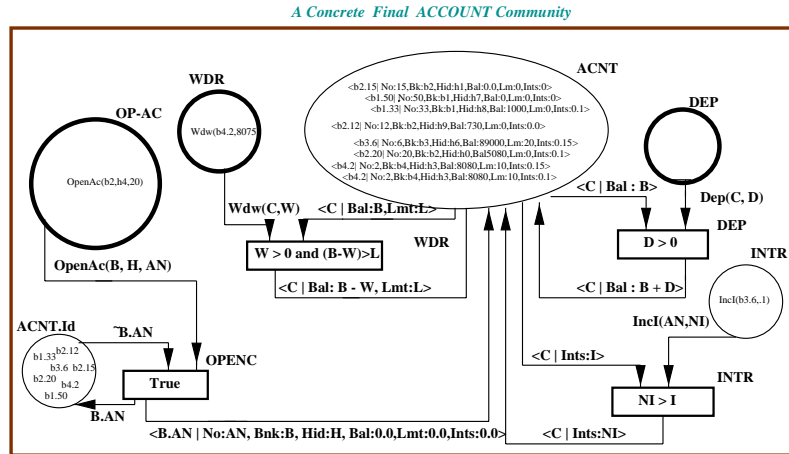 A Concrete Final ACCOUNT Community
ACNT
WDR
OP-AC
DEP
<b2.15| No:15,Bk:b2,Hid:h1,Bal:0.0,Lm:0,Ints:0>
<b1.50| No:50,Bk:b1,Hid:h7,Bal:0,Lm:0,Ints:0>
<b1.33| No:33,Bk:b1,Hid:h8,Bal:1000,Lm:0,Ints:0.1>
<b2.12| No:12,Bk:b2,Hid:h9,Bal:730,Lm:0,Ints:0.0>
<b3.6| No:6,Bk:b3,Hid:h6,Bal:89000,Lm:20,Ints:0.15>
<b2.20| No:20,Bk:b2,Hid:h0,Bal5080,Lm:0,Ints:0.1>
<b4.2| No:2,Bk:b4,Hid:h3,Bal:8080,Lm:10,Ints:0.15>
<b4.2| No:2,Bk:b4,Hid:h3,Bal:8080,Lm:10,Ints:0.1>
Wdw(b4.2,8075)
OpenAc(b2,h4,20)
<C | Bal : B>
Dep(C, D)
Wdw(C,W)
<C | Bal:B,Lmt:L>
WDR
DEP
W > 0 and (B-W)>L
D > 0
INTR
OpenAc(B, H, AN)
<C | Bal: B - W, Lmt:L>
<C | Bal : B + D>
IncI(b3.6,.1)
ACNT.Id
~B.AN
IncI(AN,NI)
b1.33
b2.12
b3.6
b2.15
b2.20
b4.2
b1.50
OPENC
<C | Ints:I>
True
INTR
NI > I
B.AN
<B.AN | No:AN, Bnk:B, Hid:H, Bal:0.0,Lmt:0.0,Ints:0.0>
<C | Ints:NI>